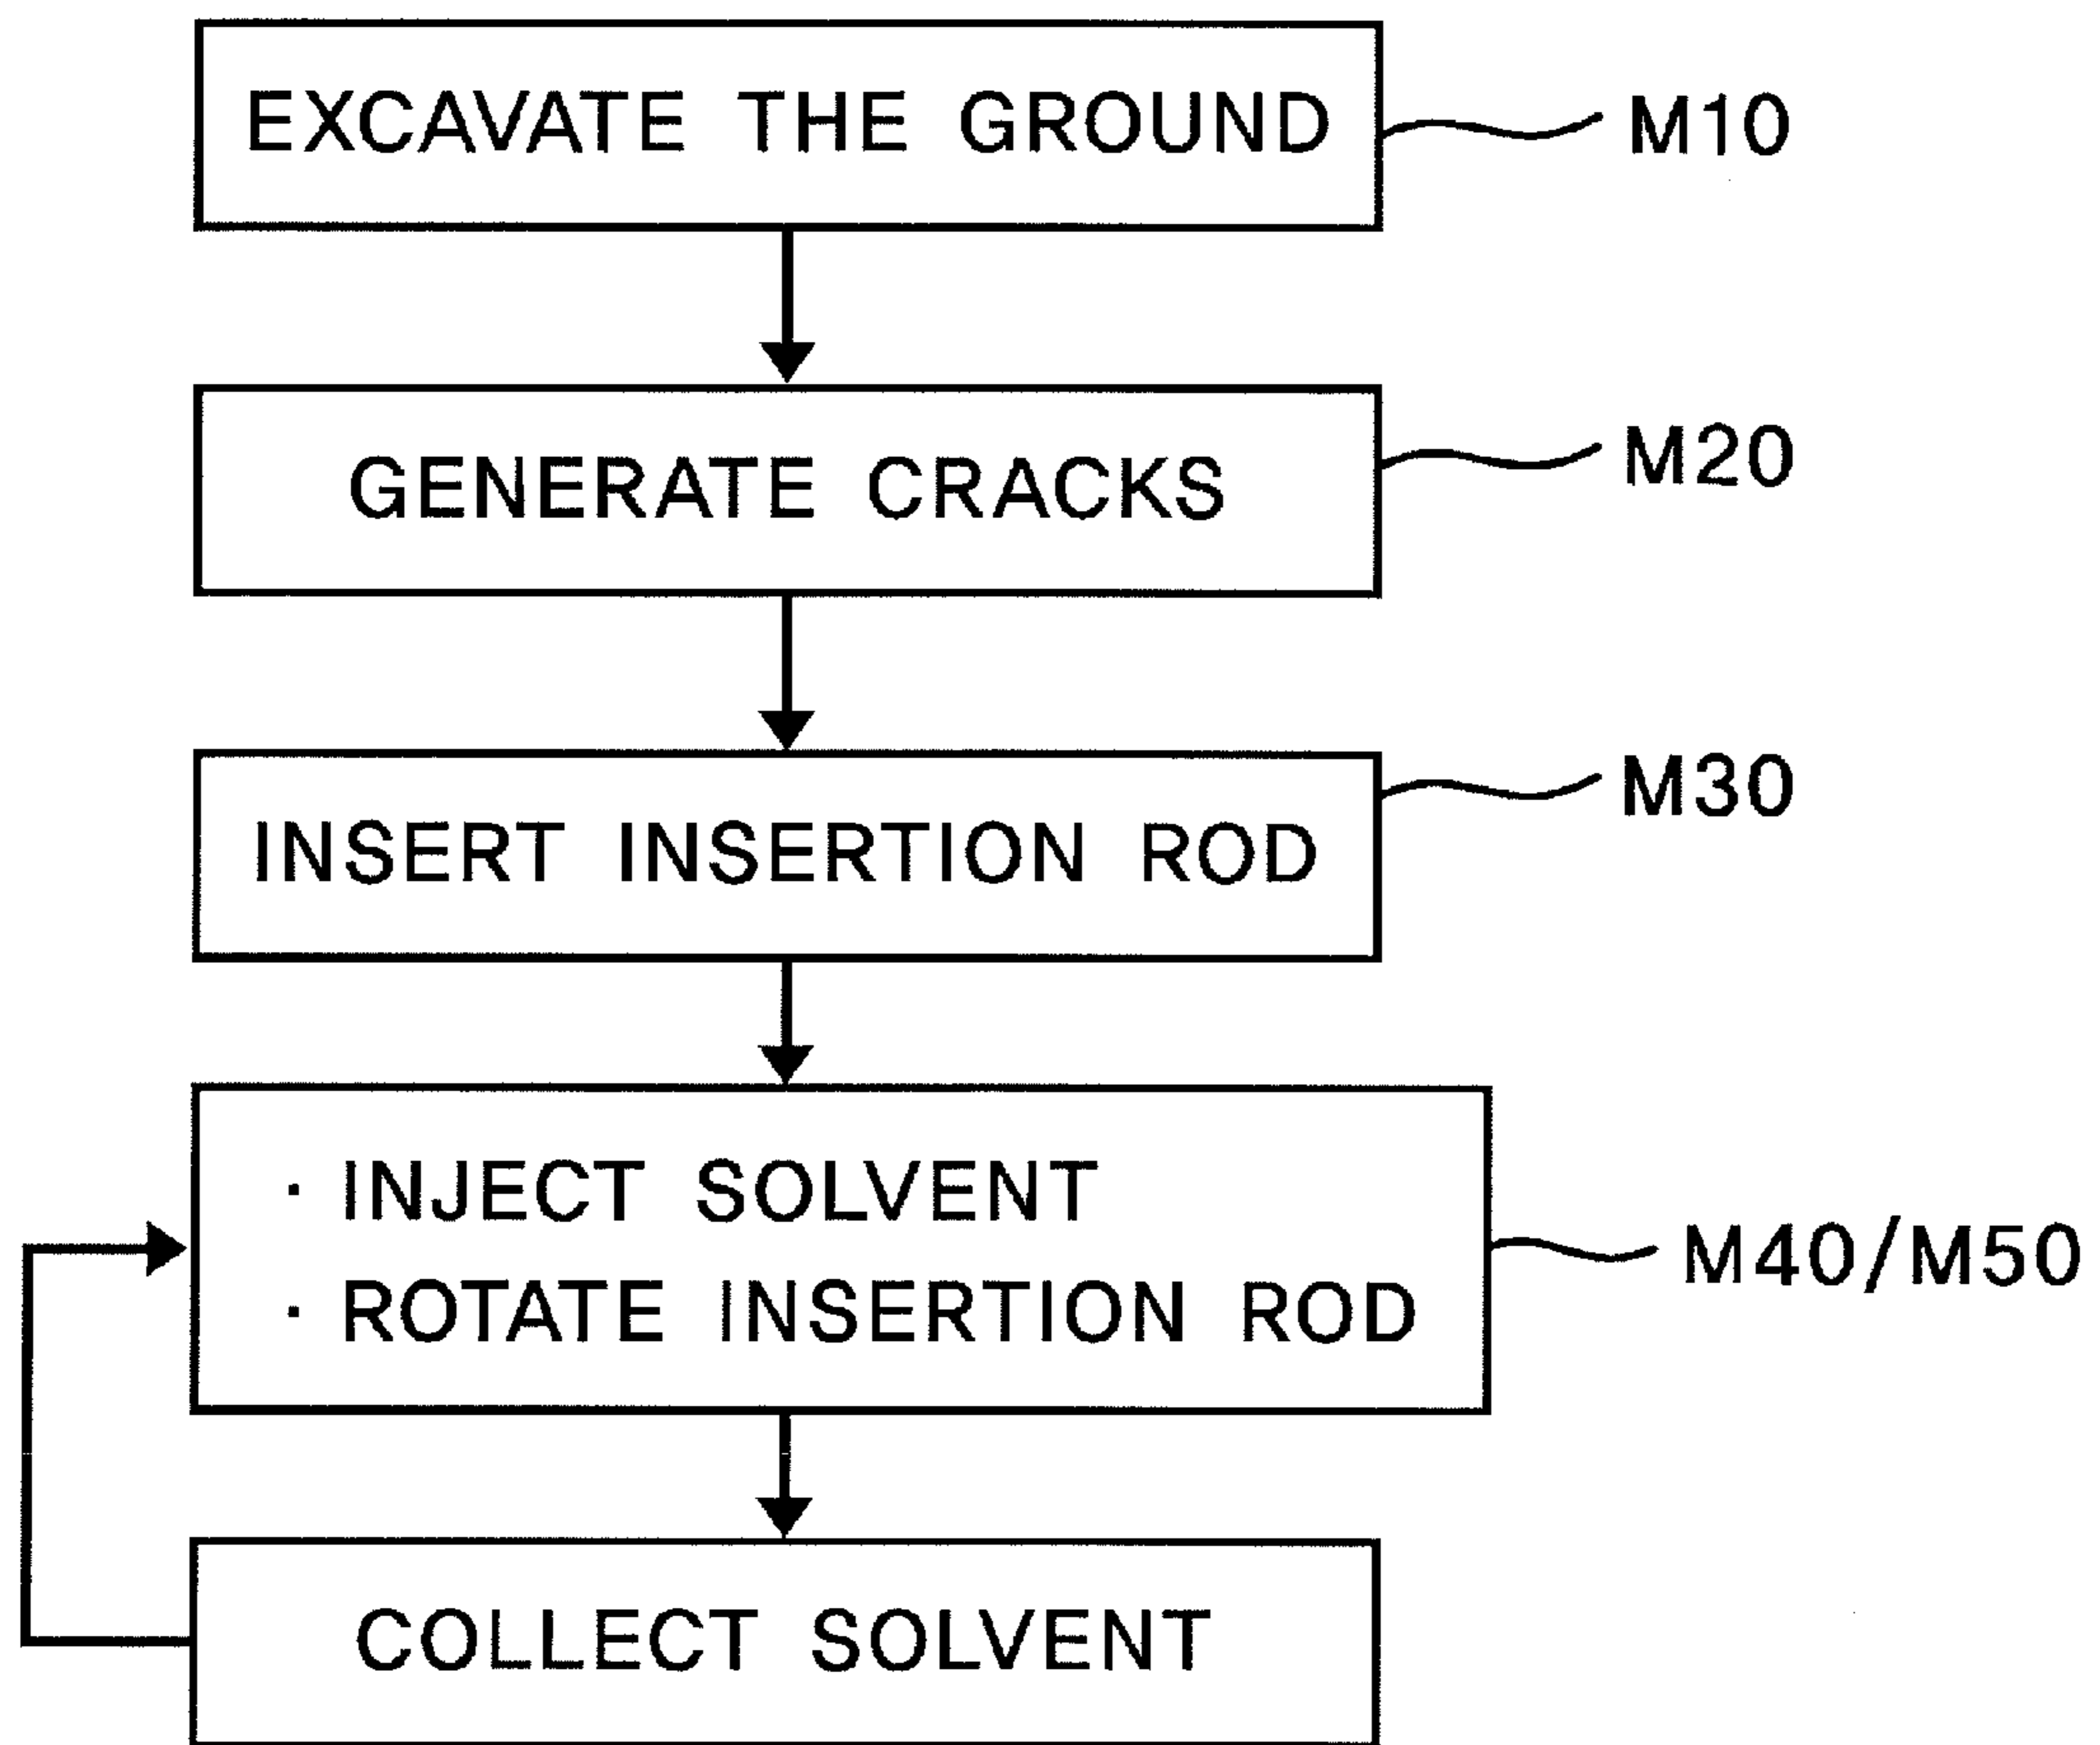 EXCAVATE THE GROUND
M10
GENERATE CRACKS
M20
INSERT INSERTION ROD
M30
· INJECT SOLVENT
· ROTATE INSERTION ROD
M40/M50
COLLECT SOLVENT